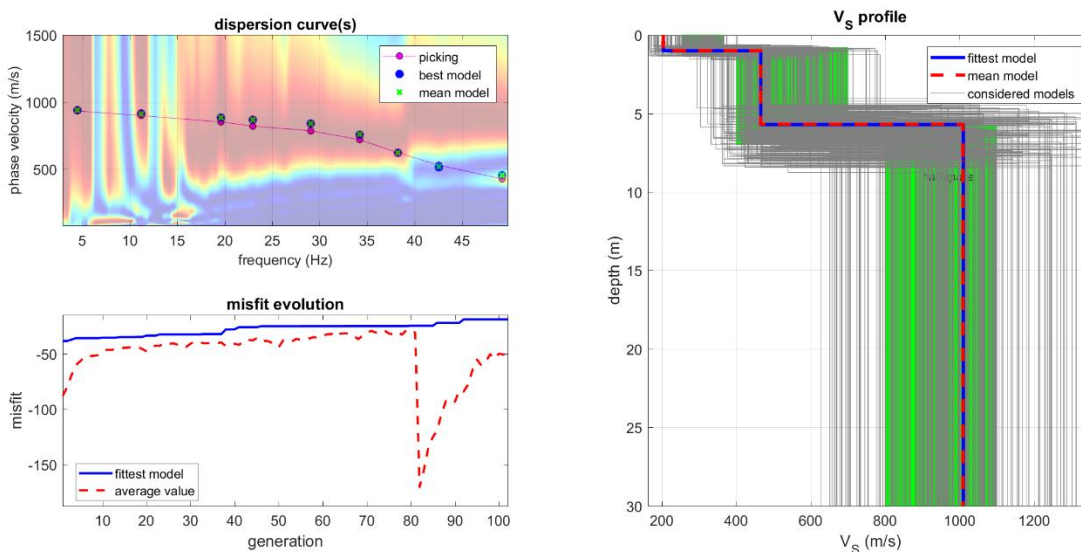 dispersion curve(s)
1500
1000
500
phase velocity (m/s)
picking
best model
mean model
5 10 15 20 25 30 35 40 45
frequency (Hz)
misfit evolution
-50
-100
-150
misfit
fittest model
average value
10 20 30 40 50 60 70 80 90 100
generation
V_S profile
0
5
10
15
20
25
30
depth (m)
fittest model
mean model
considered models
200 400 600 800 1000 1200
V_S (m/s)